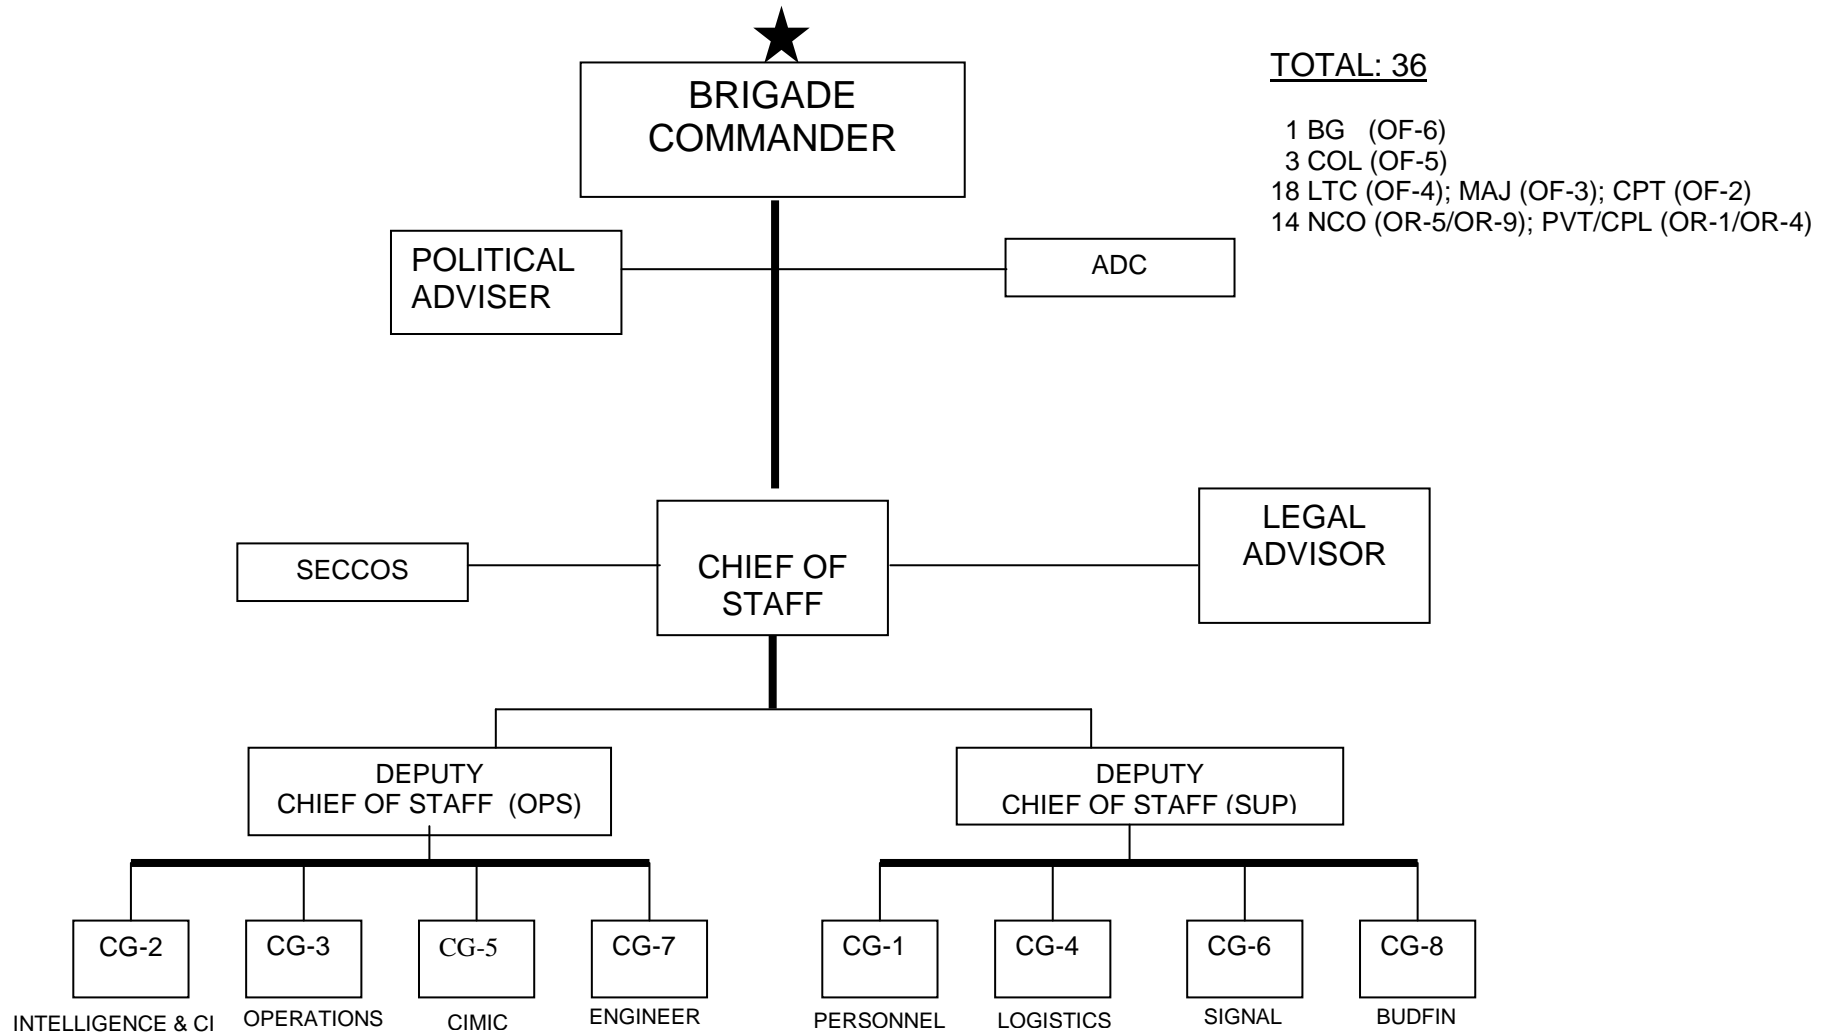 BRIGADE
COMMANDER
TOTAL: 36
1 BG (OF-6)
3 COL (OF-5)
18 LTC (OF-4); MAJ (OF-3); CPT (OF-2)
14 NCO (OR-5/OR-9); PVT/CPL (OR-1/OR-4)
POLITICAL
ADVISER
ADC
SECCOS
CHIEF OF
STAFF
LEGAL
ADVISOR
DEPUTY
CHIEF OF STAFF (OPS)
DEPUTY
CHIEF OF STAFF (SUP)
CG-2
CG-3
CG-5
CG-7
CG-1
CG-4
CG-6
CG-8
INTELLIGENCE & CI
OPERATIONS
CIMIC
ENGINEER
PERSONNEL
LOGISTICS
SIGNAL
BUDFIN